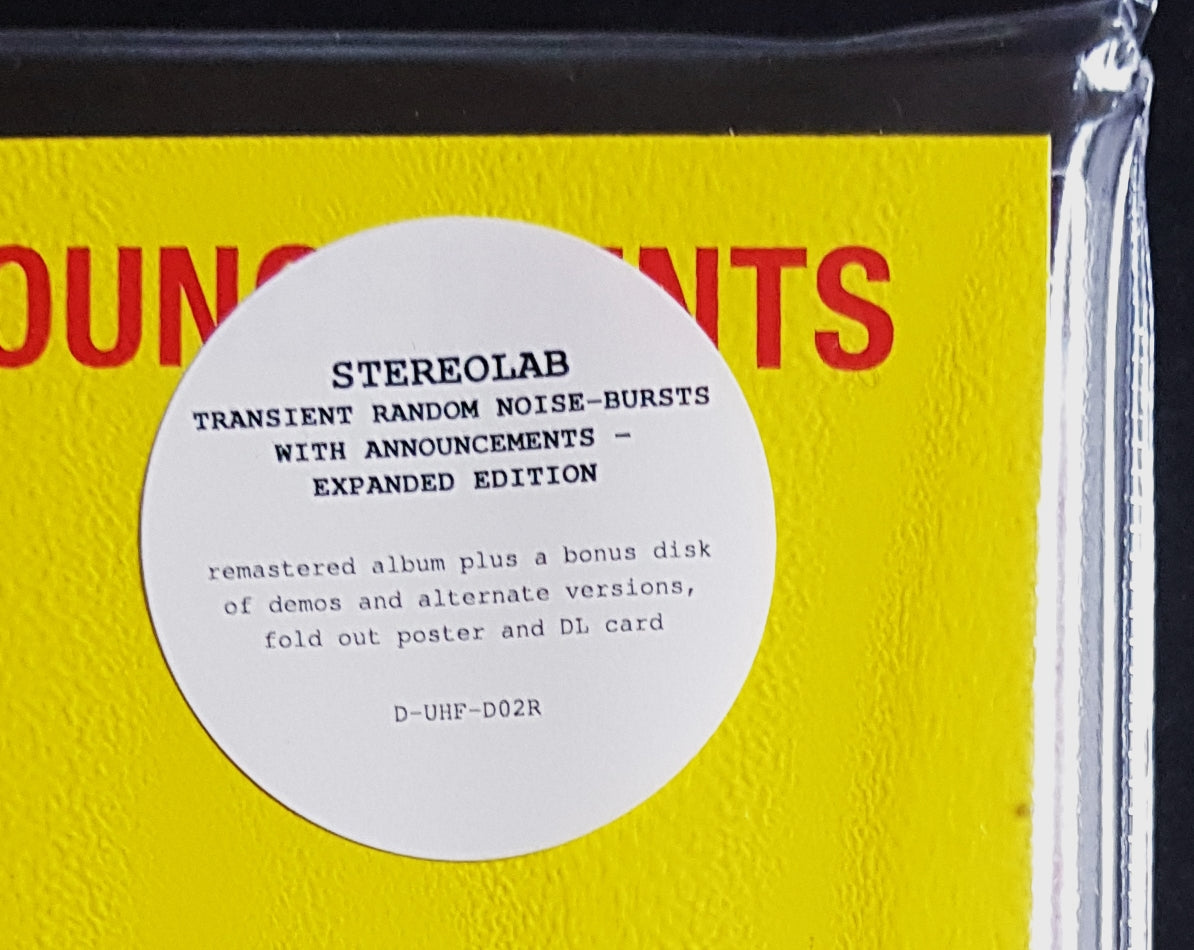 OUNC ENTS
STEREOLAB
TRANSIENT RANDOM NOISE-BURSTS
WITH ANNOUNCEMENTS -
EXPANDED EDITION
remastered album plus a bonus disk
of demos and alternate versions,
fold out poster and DL card
D-UHF-D02R